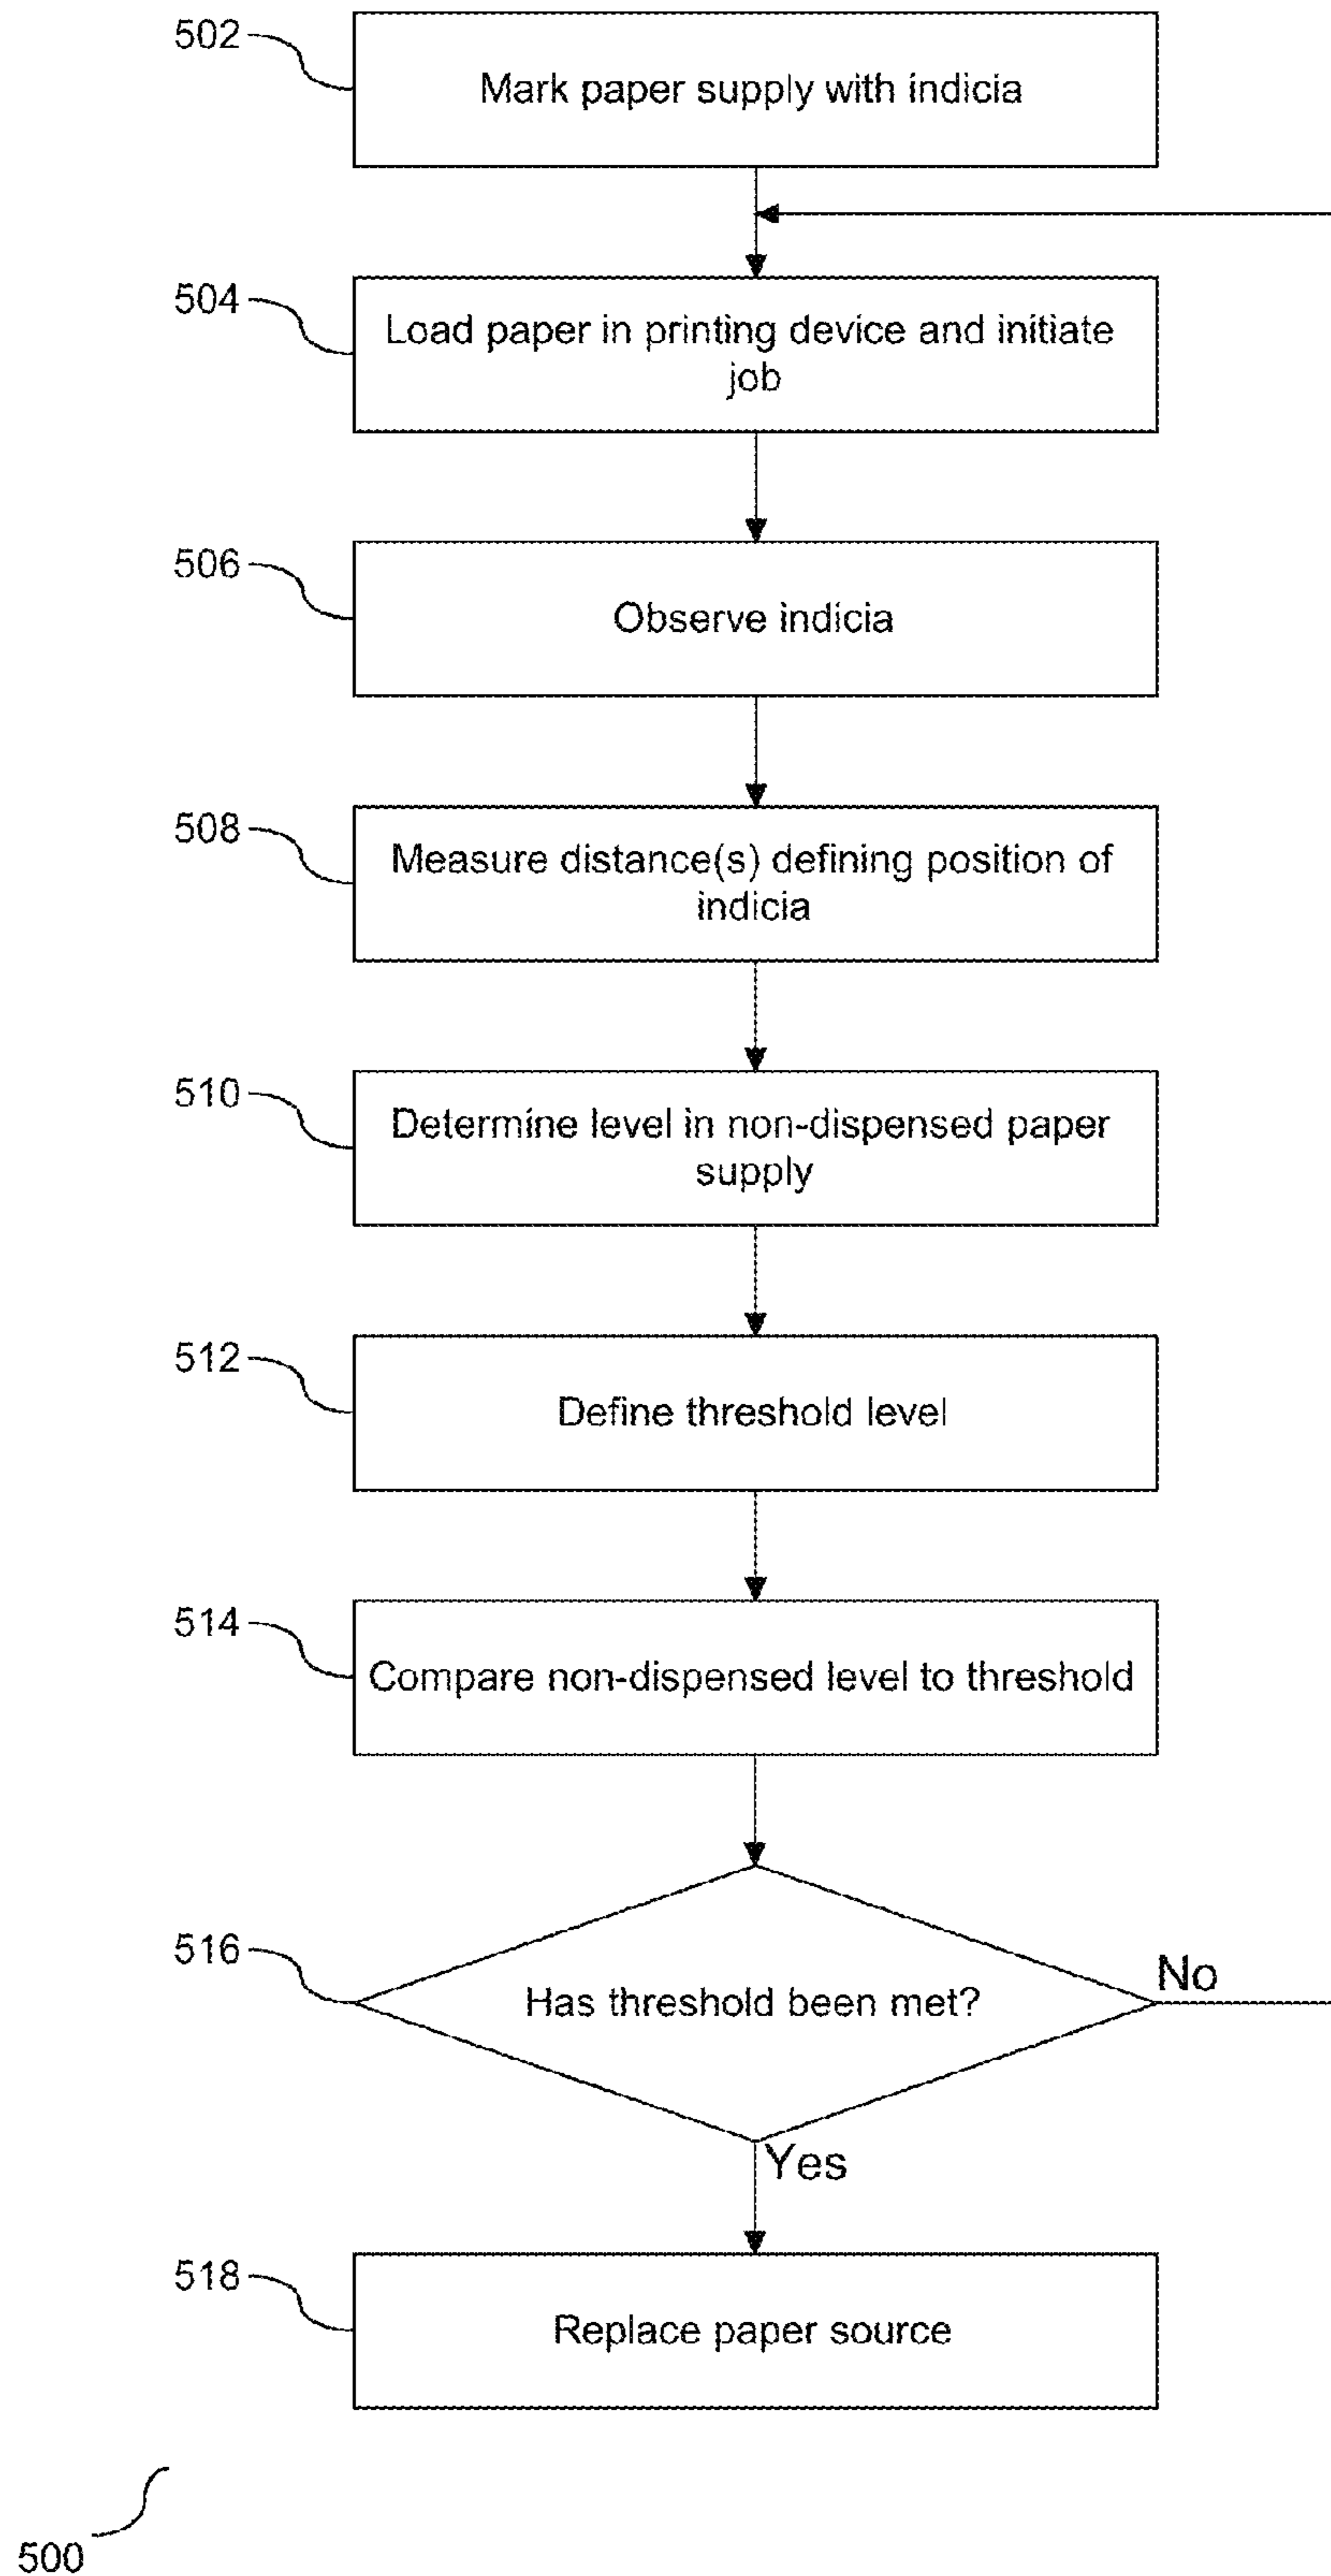 502
Mark paper supply with indicia
504
Load paper in printing device and initiate
job
506
Observe indicia
508
Measure distance(s) defining position of
indicia
510
Determine level in non-dispensed paper
supply
512
Define threshold level
514
Compare non-dispensed level to threshold
516
Has threshold been met?
No
Yes
518
Replace paper source
500